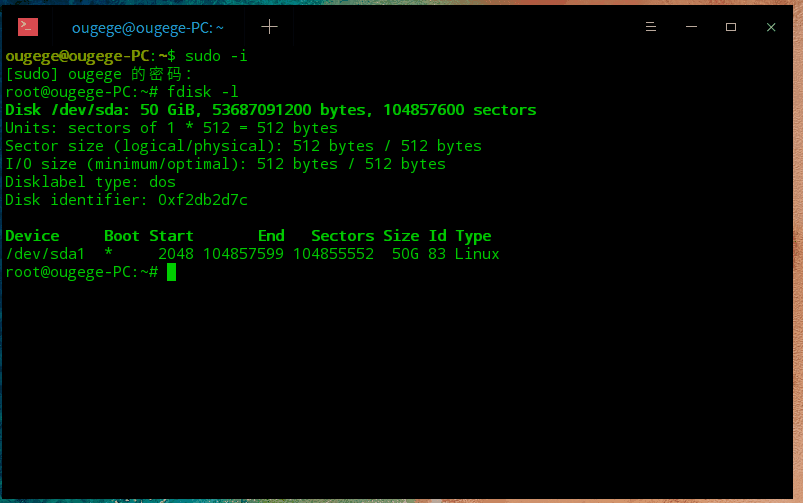 ougege@ougege-PC: ~
ougege@ougege-PC:~$ sudo -i
[sudo] ougege 的密码：
root@ougege-PC:~# fdisk -l
Disk /dev/sda: 50 GiB, 53687091200 bytes, 104857600 sectors
Units: sectors of 1 * 512 = 512 bytes
Sector size (logical/physical): 512 bytes / 512 bytes
I/O size (minimum/optimal): 512 bytes / 512 bytes
Disklabel type: dos
Disk identifier: 0xf2db2d7c
Device     Boot Start       End   Sectors Size Id Type
/dev/sda1  *     2048 104857599 104855552  50G 83 Linux
root@ougege-PC:~#